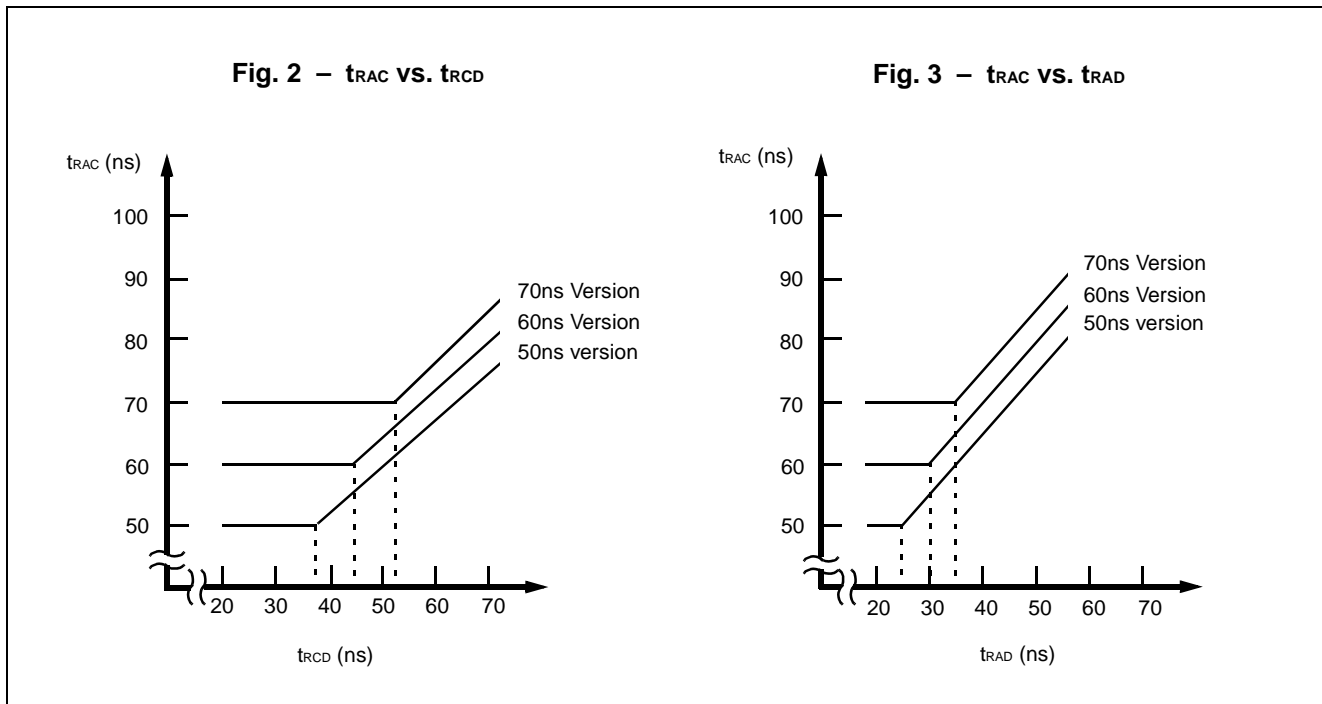 Fig. 2 – tRAC vs. tRCD
tRAC (ns)
100
90
80
70
60
50
70ns Version
60ns Version
50ns version
20 30 40 50 60 70
tRCD (ns)
Fig. 3 – tRAC vs. tRAD
tRAC (ns)
100
90
80
70
60
50
70ns Version
60ns Version
50ns version
20 30 40 50 60 70
tRAD (ns)